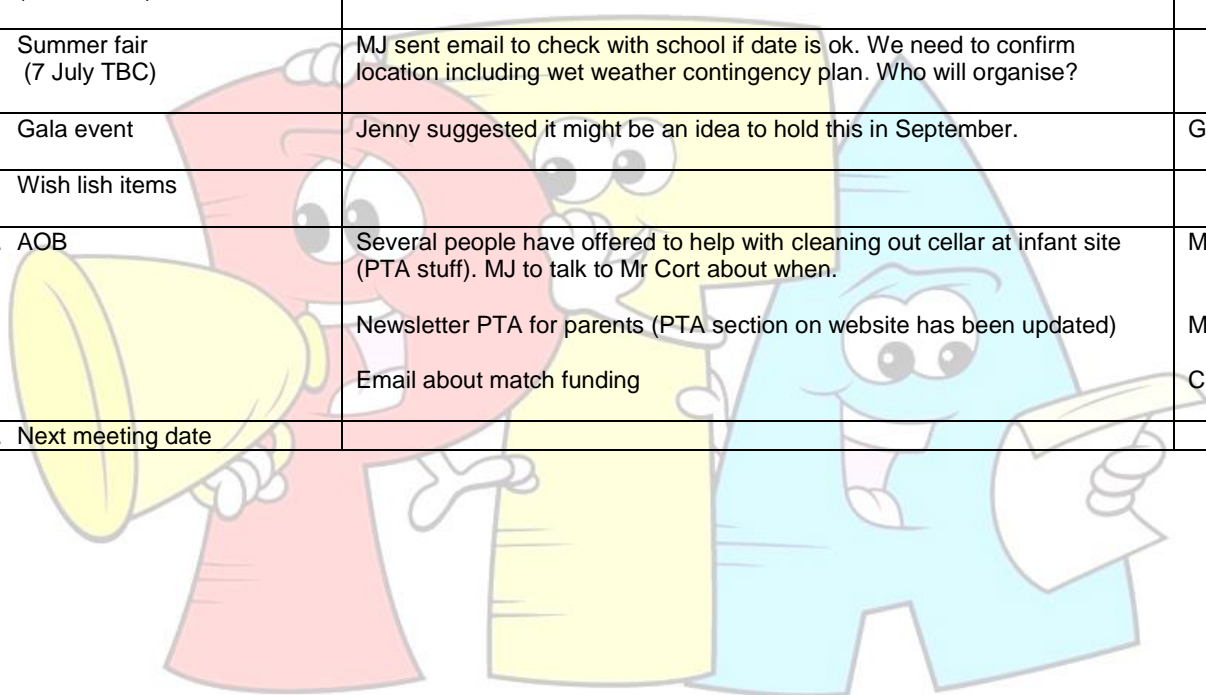 Summer fair
(7 July TBC)
MJ sent email to check with school if date is ok. We need to confirm
location including wet weather contingency plan. Who will organise?
Gala event
Jenny suggested it might be an idea to hold this in September.
G
Wish lish items
AOB
Several people have offered to help with cleaning out cellar at infant site
(PTA stuff). MJ to talk to Mr Cort about when.
M
Newsletter PTA for parents (PTA section on website has been updated)
M
Email about match funding
C
Next meeting date
PTA